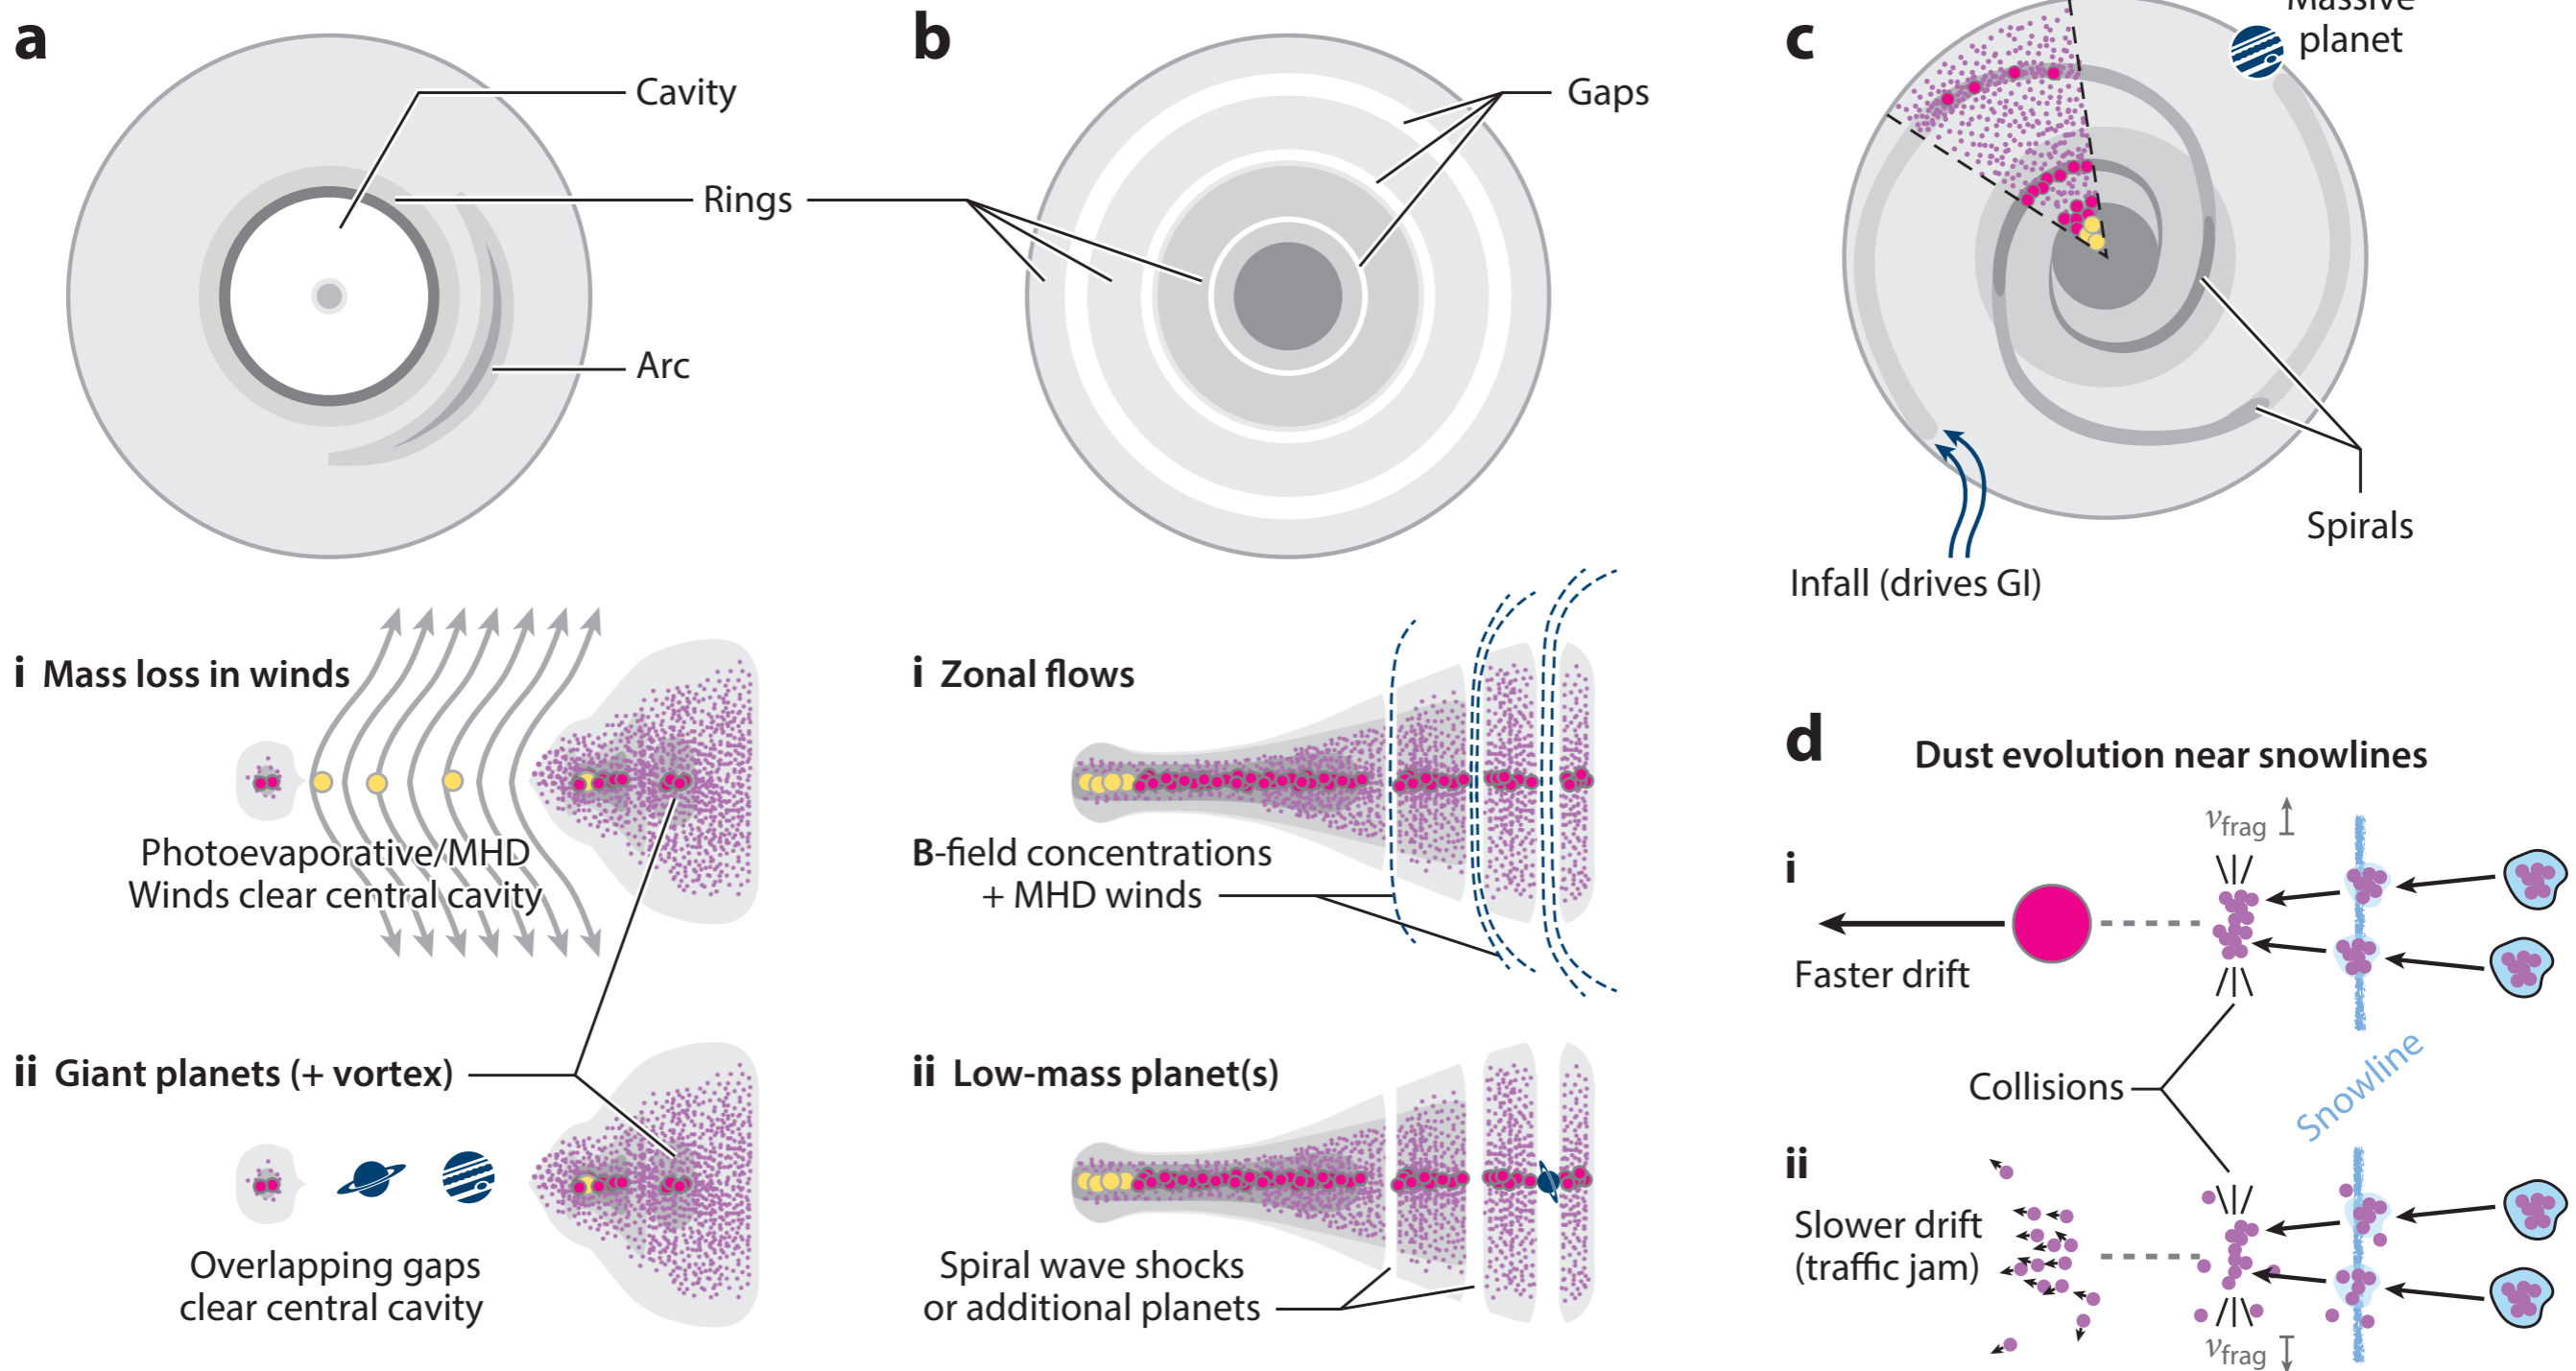 a
Cavity
Rings
Arc
i Mass loss in winds
Photoevaporative/MHD
Winds clear central cavity
ii Giant planets (+ vortex)
Overlapping gaps
clear central cavity
b
Gaps
i Zonal flows
B-field concentrations
+ MHD winds
ii Low-mass planet(s)
Spiral wave shocks
or additional planets
c
Massive
planet
Spirals
Infall (drives GI)
d
Dust evolution near snowlines
i
vfrag
Faster drift
Collisions
Snowline
ii
Slower drift
(traffic jam)
vfrag